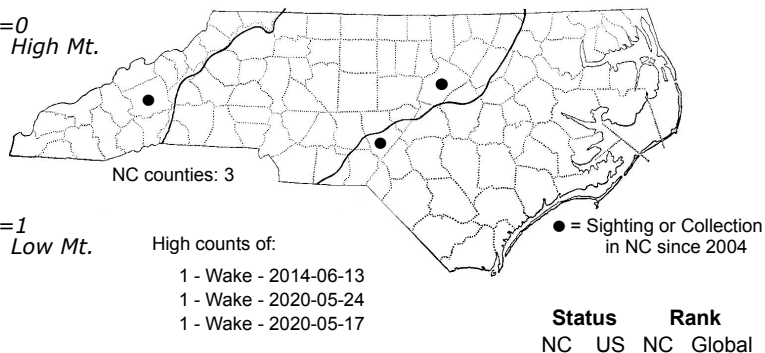 =0
High Mt.
NC counties: 3
=1
Low Mt.
High counts of:
1 - Wake - 2014-06-13
1 - Wake - 2020-05-24
1 - Wake - 2020-05-17
● = Sighting or Collection
in NC since 2004
Status Rank
NC US NC Global